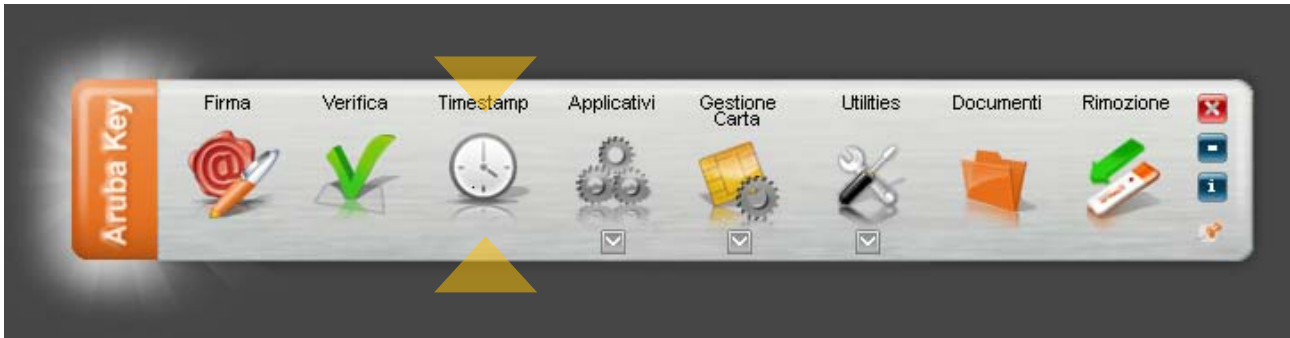 Aruba Key
Firma
Verifica
Timestamp
Applicativi
Gestione
Carta
Utilities
Documenti
Rimozione